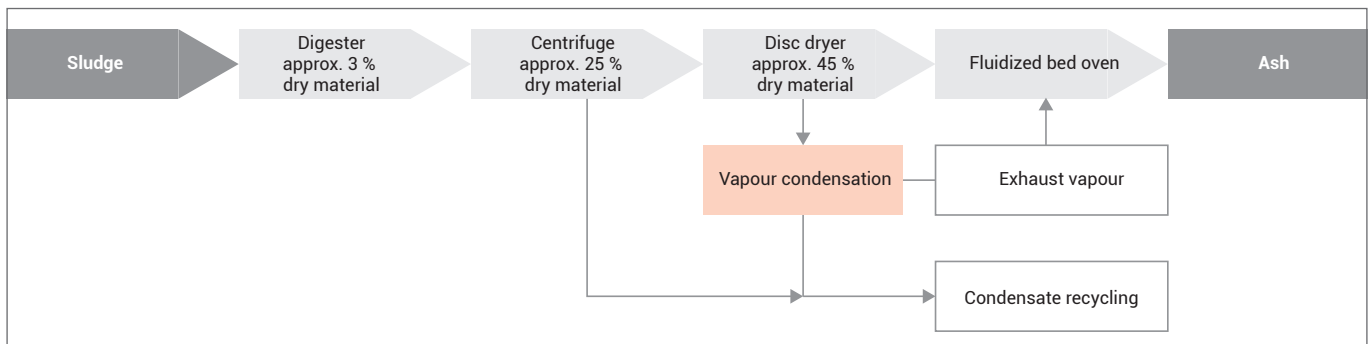 Sludge
Digester
approx. 3 %
dry material
Centrifuge
approx. 25 %
dry material
Disc dryer
approx. 45 %
dry material
Fluidized bed oven
Ash
Vapour condensation
Exhaust vapour
Condensate recycling